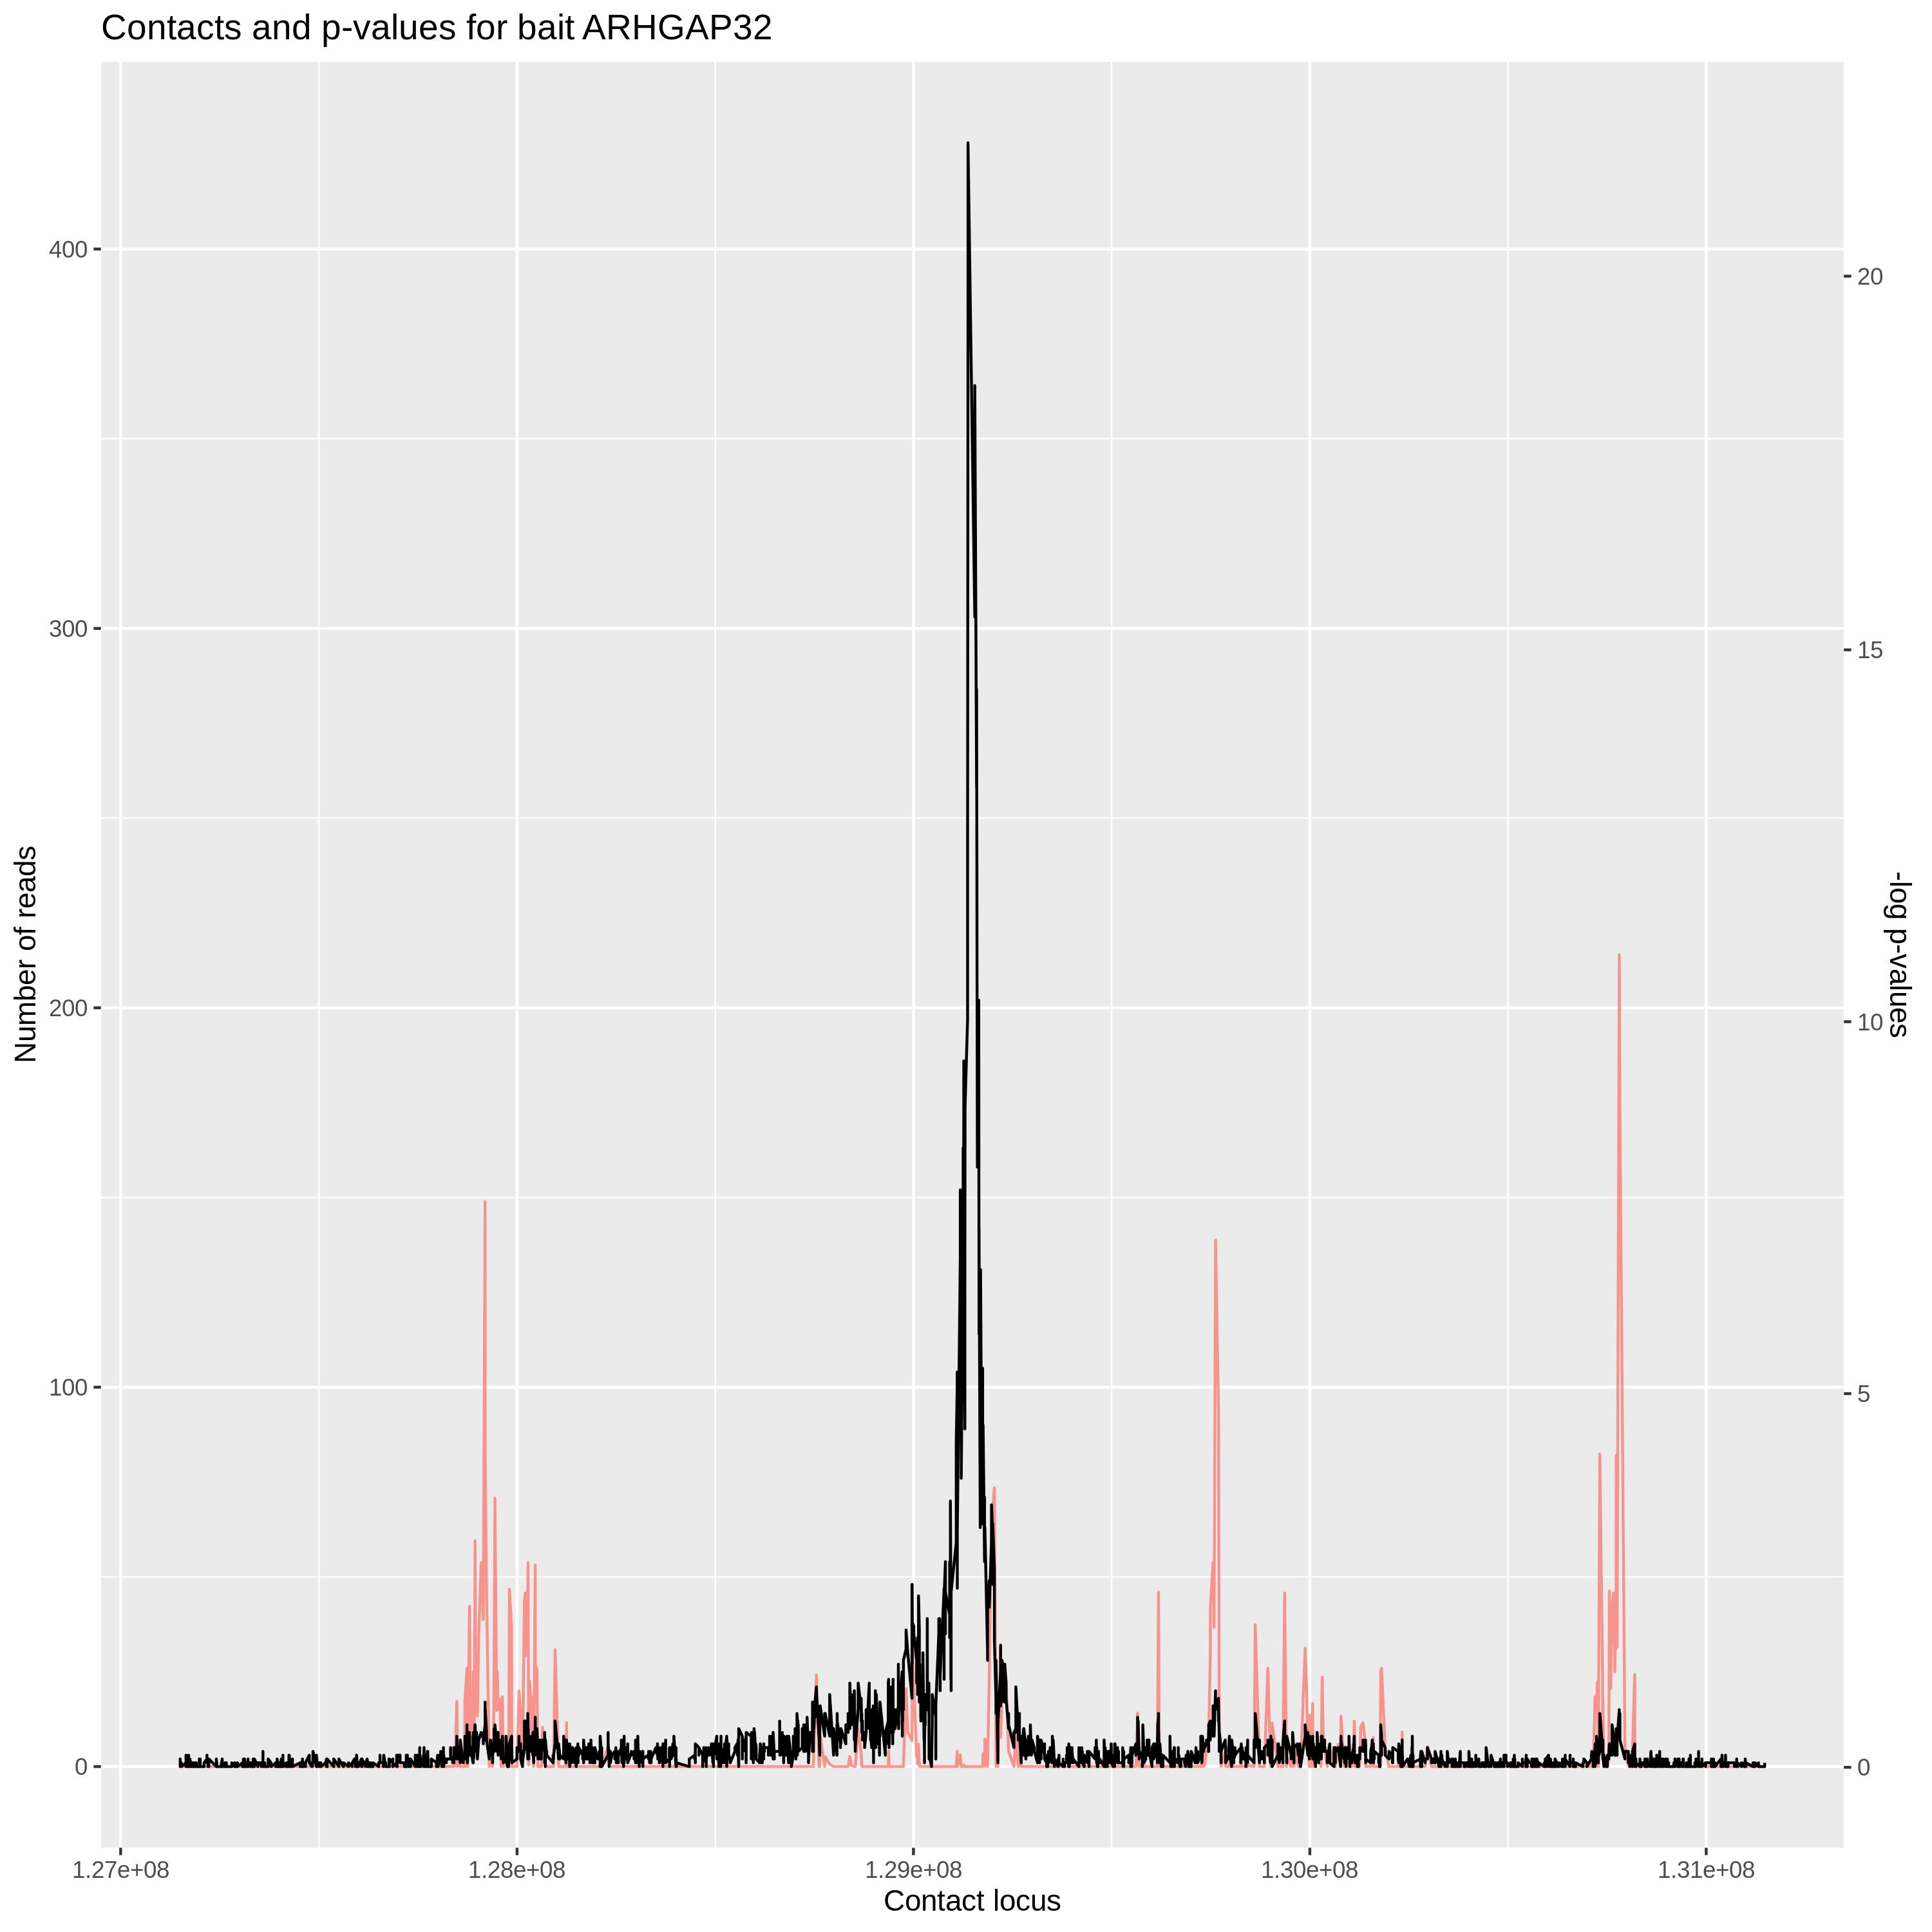 Contacts and p-values for bait ARHGAP32
400
300
200
100
0
Number of reads
20
15
10
5
0
-log p-values
1.27e+08
1.28e+08
1.29e+08
1.30e+08
1.31e+08
Contact locus